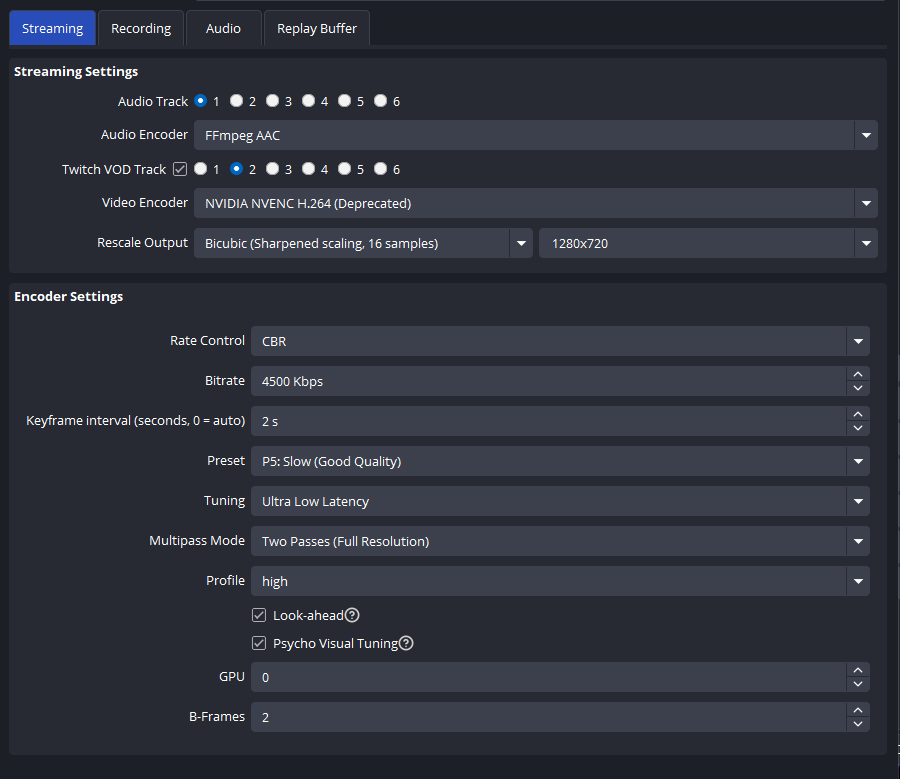 Streaming Recording Audio Replay Buffer
Streaming Settings
Audio Track 1 2 3 4 5 6
Audio Encoder FFmpeg AAC
Twitch VOD Track 1 2 3 4 5 6
Video Encoder NVIDIA NVENC H.264 (Deprecated)
Rescale Output Bicubic (Sharpened scaling, 16 samples) 1280x720
Encoder Settings
Rate Control CBR
Bitrate 4500 Kbps
Keyframe interval (seconds, 0 = auto) 2 s
Preset P5: Slow (Good Quality)
Tuning Ultra Low Latency
Multipass Mode Two Passes (Full Resolution)
Profile high
Look-ahead?
Psycho Visual Tuning?
GPU 0
B-Frames 2